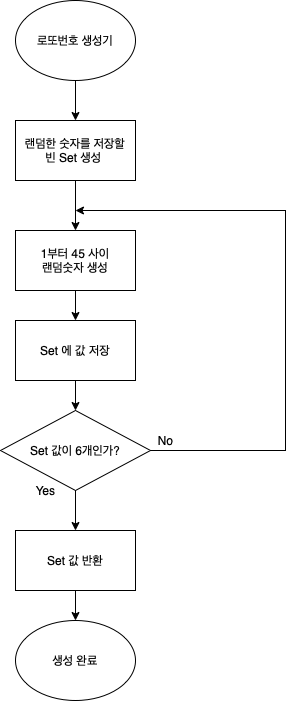 로또번호 생성기
랜덤한 숫자를 저장할
빈 Set 생성
1부터 45 사이
랜덤숫자 생성
Set 에 값 저장
Set 값이 6개인가?
No
Yes
Set 값 반환
생성 완료